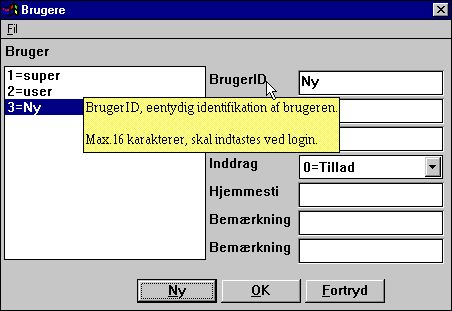 Brugere
Fil
Bruger
1=super
2=user
3=Ny
BrugerID
Ny
BrugerID, eentydig identifikation af brugeren.
Max.16 karakterer, skal indtastes ved login.
Inddrag
0=Tillad
Hjemmesti
Bemærkning
Bemærkning
Ny
OK
Fortryd